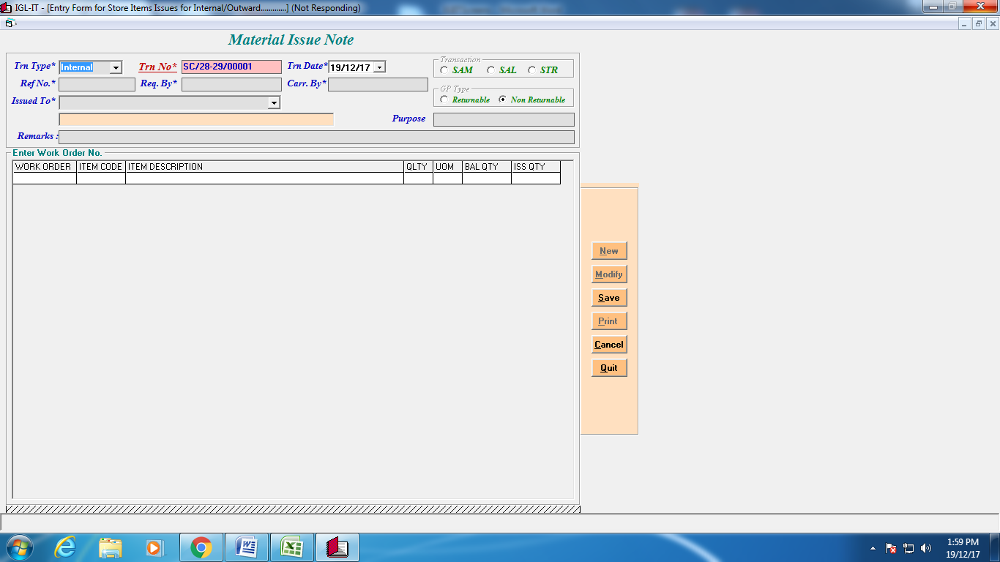 IGL-IT - [Entry Form for Store Items Issues for Internal/Outward............] (Not Responding)
Material Issue Note
Trn Type* Internal Trn No* SC/28-29/00001 Trn Date* 19/12/17
Transaction
SAM SAL STR
Ref No.* Req. By* Carr. By*
GP Type
Returnable Non Returnable
Issued To*
Purpose
Remarks :
Enter Work Order No.
WORK ORDER ITEM CODE ITEM DESCRIPTION QLTY UOM BAL QTY ISS QTY
New
Modify
Save
Print
Cancel
Quit
1:59 PM
19/12/17